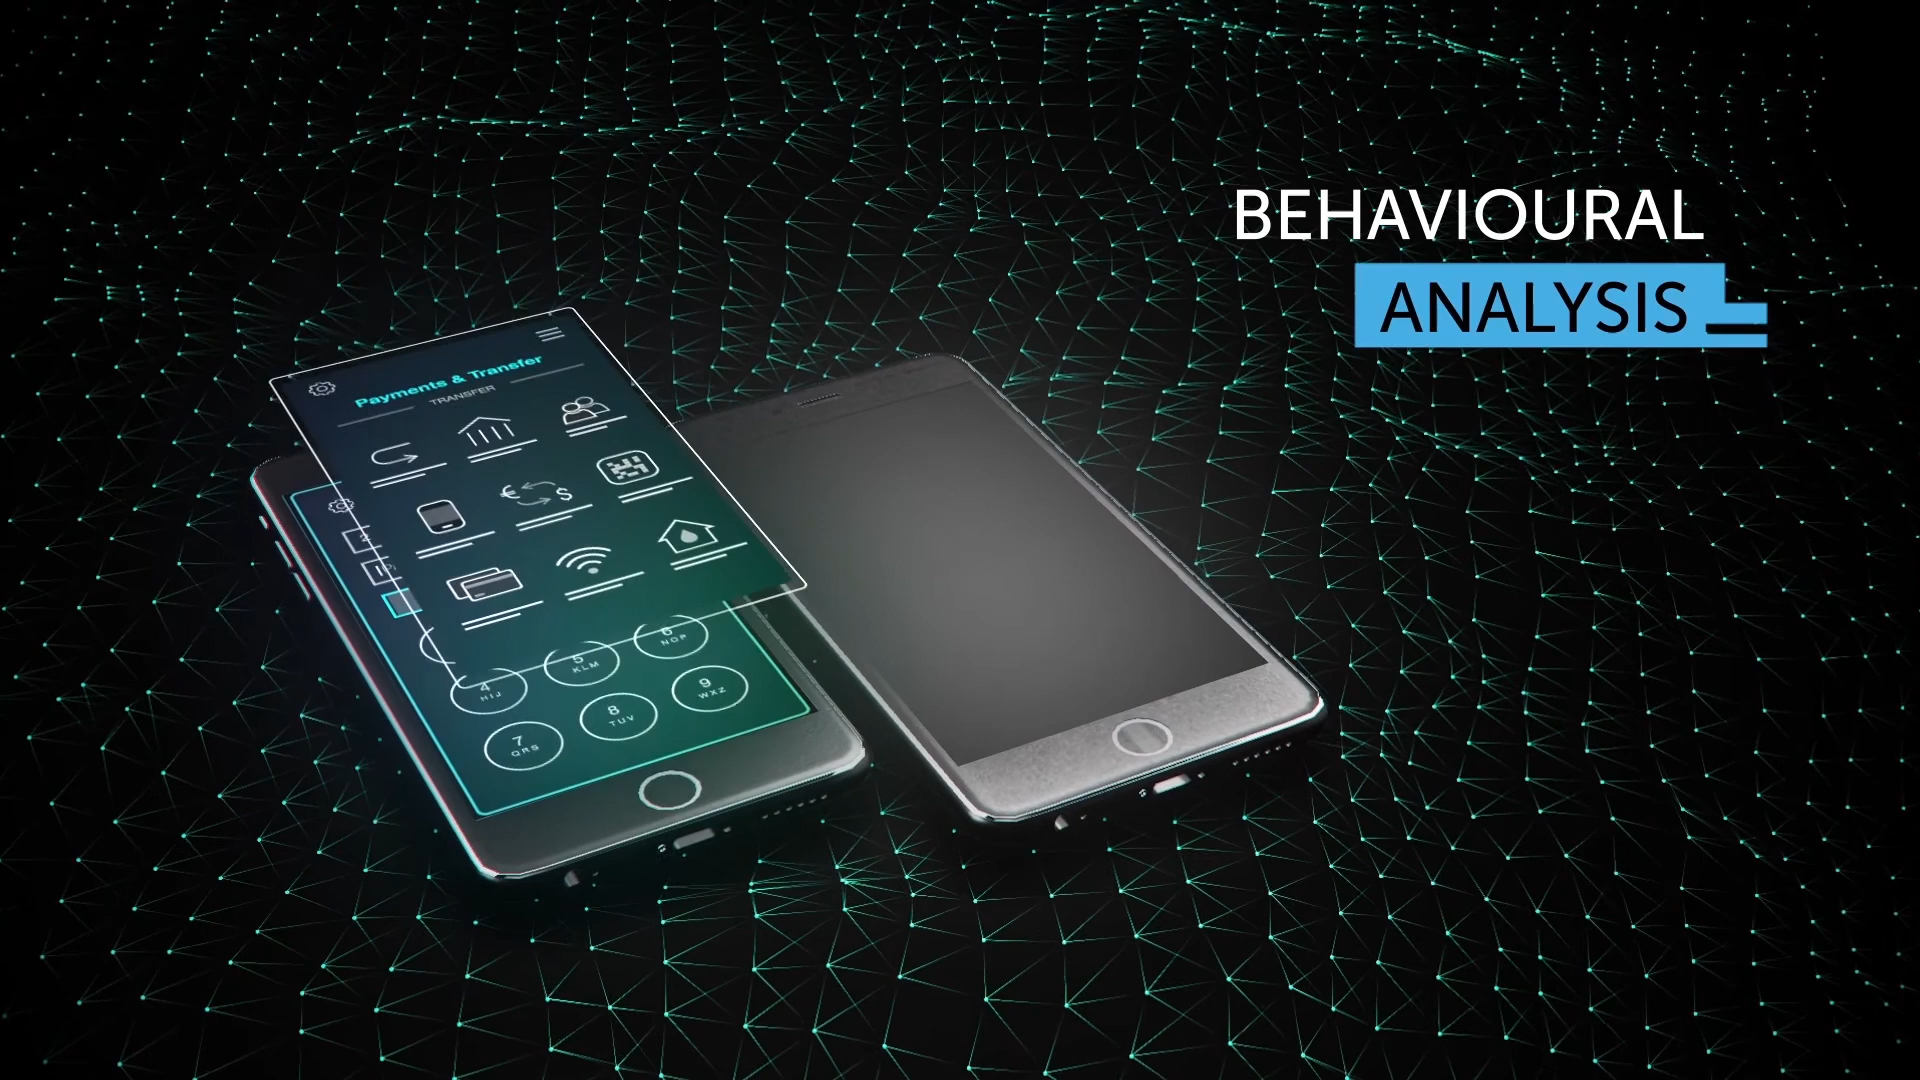 BEHAVIOURAL
ANALYSIS
Payments & Transfer
TRANSFER
€ $
4
HIJ
5
KLM
6
NOP
7
QRS
8
TUV
9
WXZ